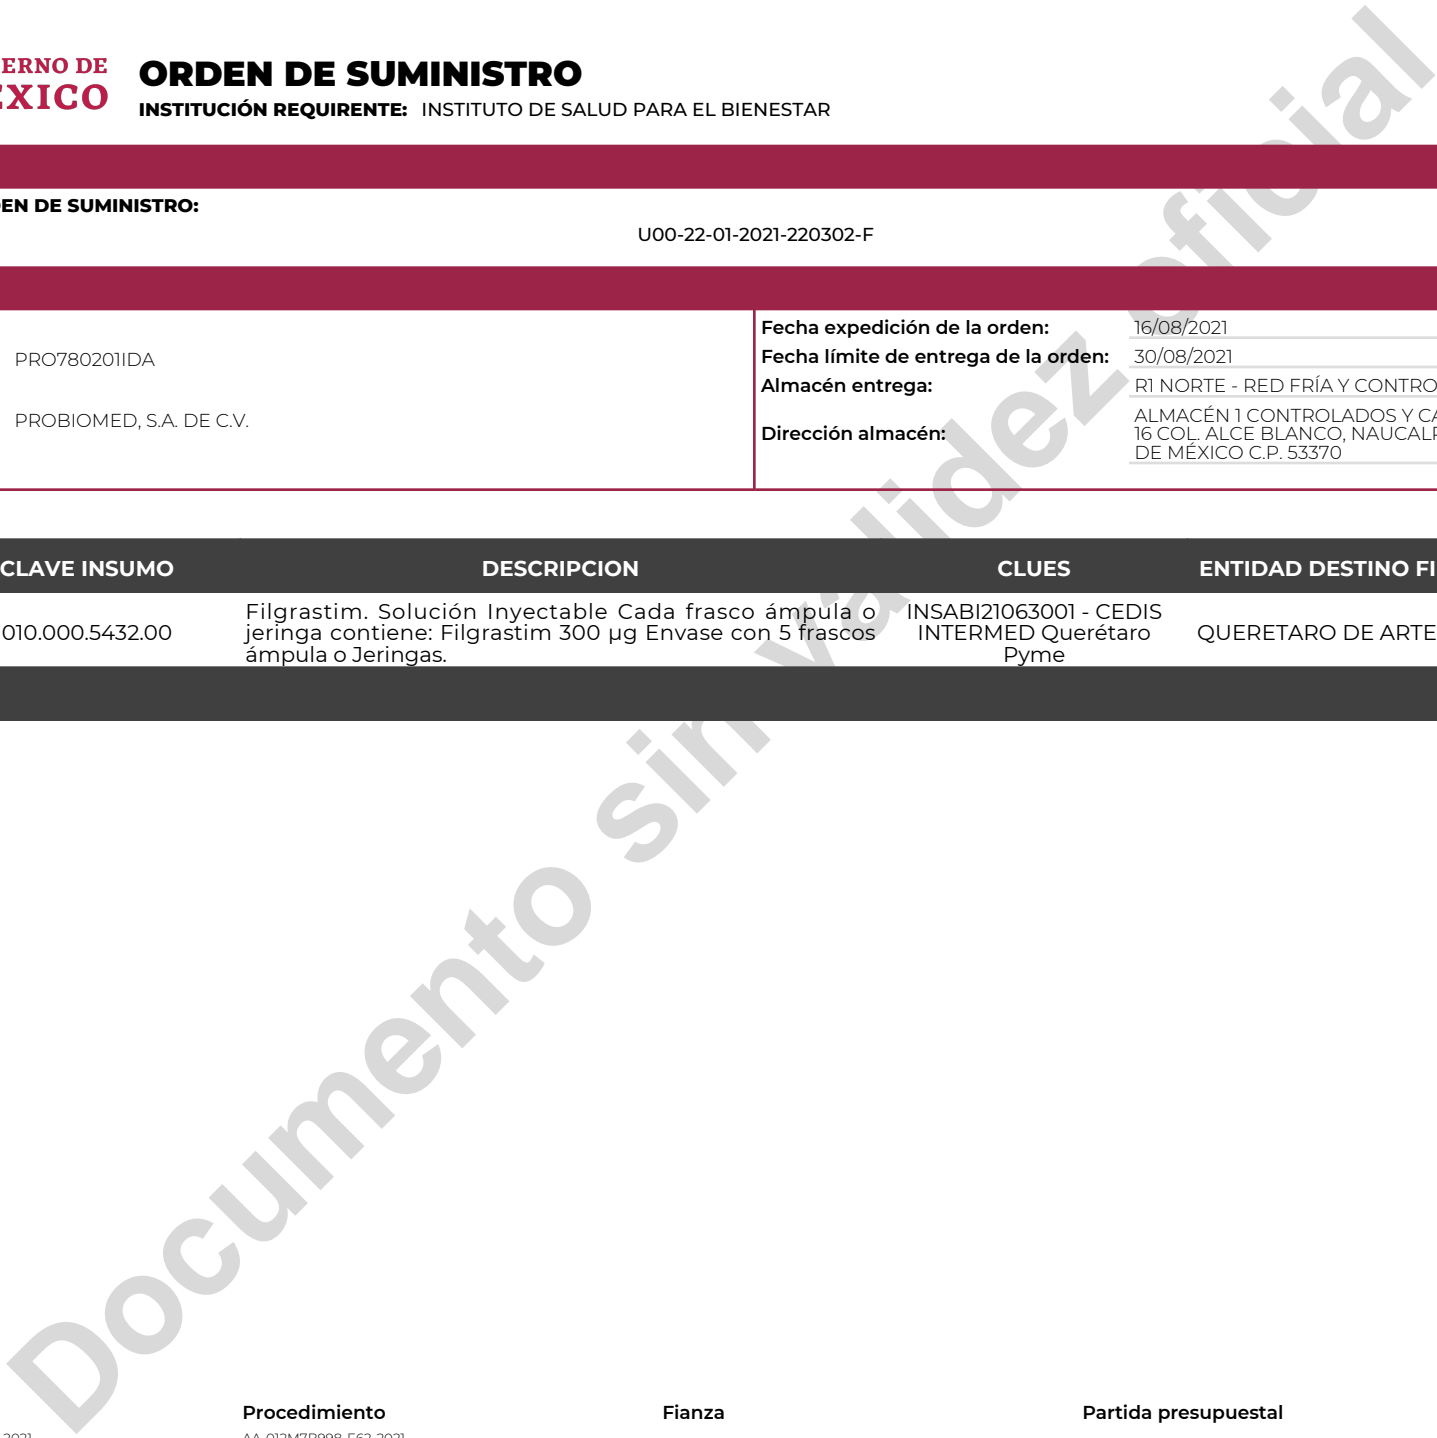 ERNO DE
EXICO
ORDEN DE SUMINISTRO
INSTITUCIÓN REQUIRENTE: INSTITUTO DE SALUD PARA EL BIENESTAR
EN DE SUMINISTRO:
U00-22-01-2021-220302-F
PRO780201IDA
PROBIOMED, S.A. DE C.V.
Fecha expedición de la orden: 16/08/2021
Fecha límite de entrega de la orden: 30/08/2021
Almacén entrega: R1 NORTE - RED FRÍA Y CONTRO
Dirección almacén: ALMACÉN 1 CONTROLADOS Y CA
16 COL. ALCE BLANCO, NAUCALP
DE MÉXICO C.P. 53370
CLAVE INSUMO DESCRIPCION CLUES ENTIDAD DESTINO FI
010.000.5432.00
Filgrastim. Solución Inyectable Cada frasco ámpula o
jeringa contiene: Filgrastim 300 µg Envase con 5 frascos
ámpula o Jeringas.
INSABI21063001 - CEDIS
INTERMED Querétaro
Pyme
QUERETARO DE ARTE
Documento sin validez oficial
Procedimiento Fianza Partida presupuestal